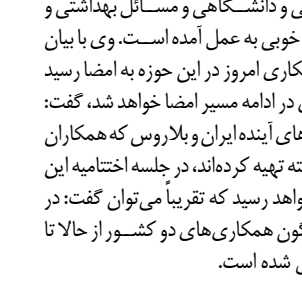 و دانشگاهی و مسائل بهداشتی و
خوبی به عمل آمده است. وی با بیان
کاری امروز در این حوزه به امضا رسید
در ادامه مسیر امضا خواهد شد، گفت:
های آینده ایران و بلاروس که همکاران
ته تهیه کرده‌اند، در جلسه اختتامیه این
واهد رسید که تقریباً می‌توان گفت: در
گون همکاری‌های دو کشور از حالا تا
شده است.